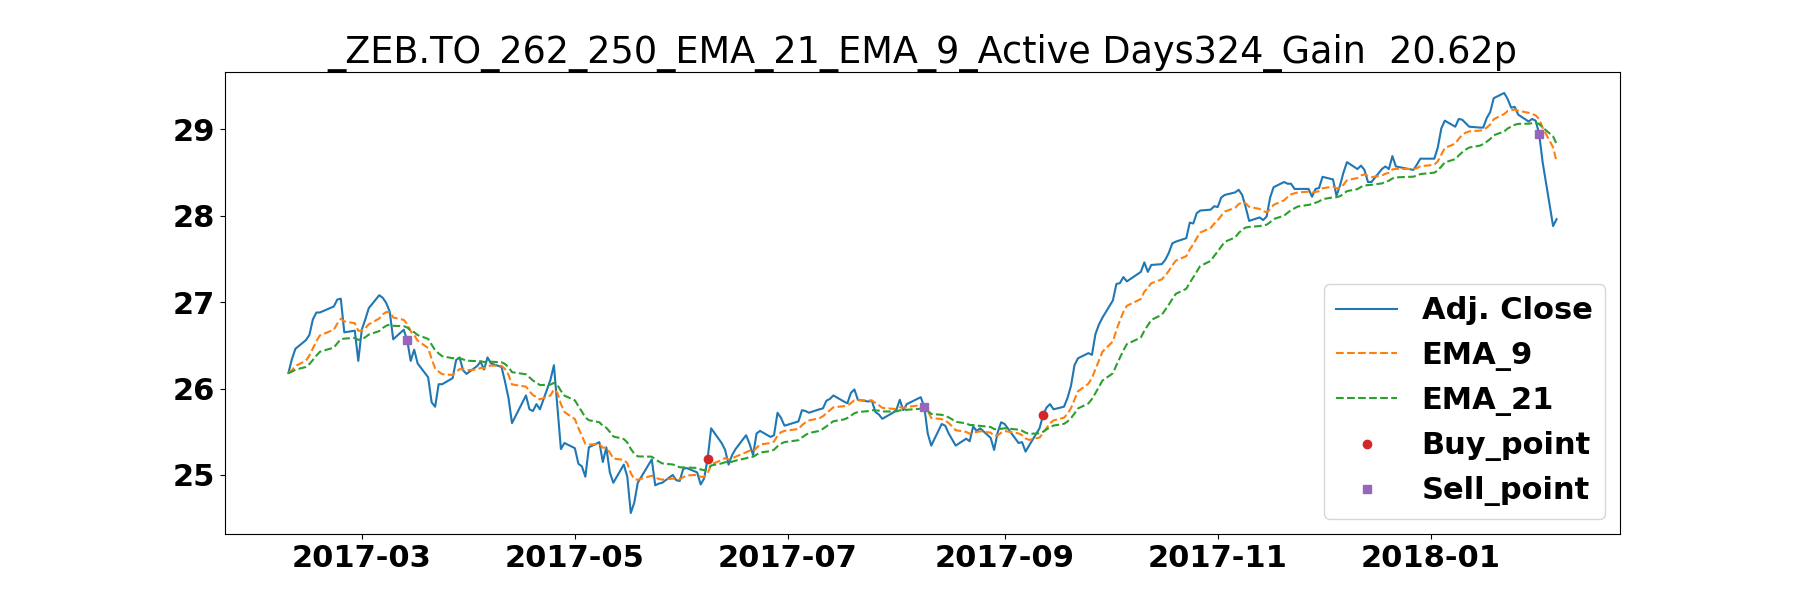 _ZEB.TO_262_250_EMA_21_EMA_9_Active Days324_Gain  20.62p
29
28
27
26
25
2017-03 2017-05 2017-07 2017-09 2017-11 2018-01
Adj. Close
EMA_9
EMA_21
Buy_point
Sell_point